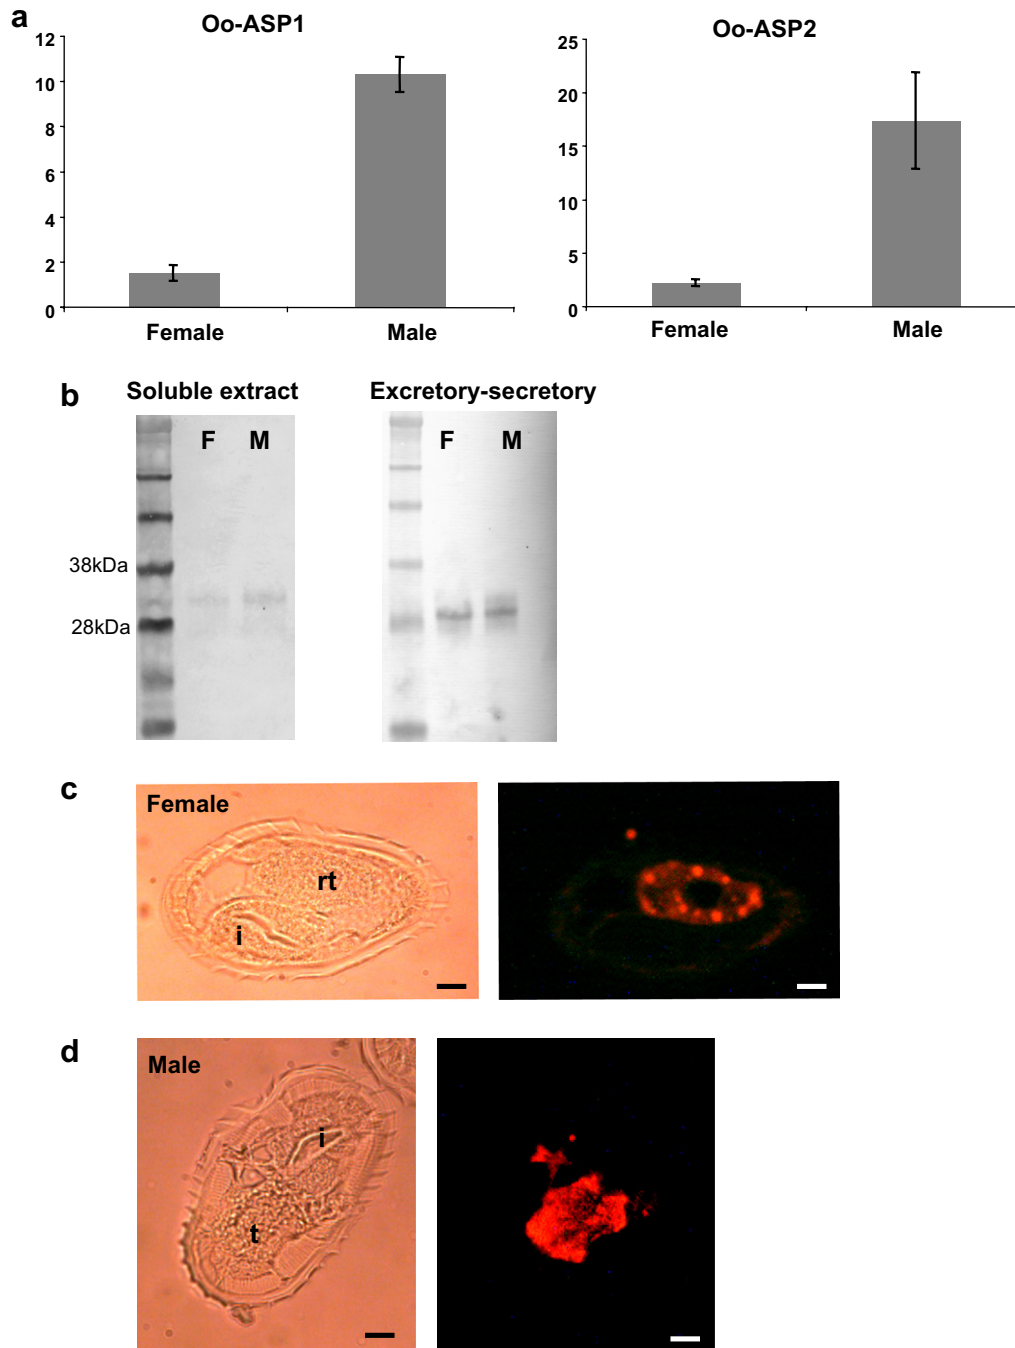 a
Oo-ASP1
12
10
8
6
4
2
0
Female Male
Oo-ASP2
25
20
15
10
5
0
Female Male
b
Soluble extract
F M
38kDa
28kDa
Excretory-secretory
F M
c
Female
rt
i
d
Male
i
t